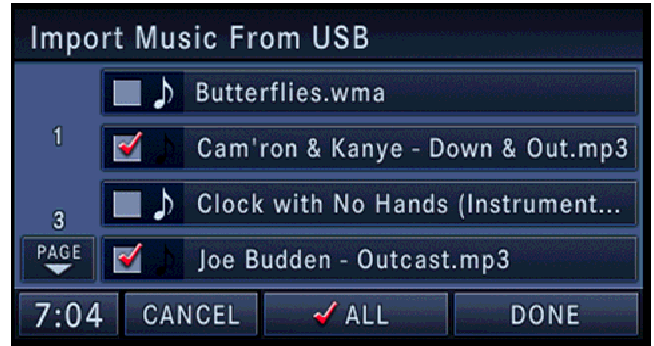 Import Music From USB
Butterflies.wma
1
Cam'ron & Kanye - Down & Out.mp3
Clock with No Hands (Instrument...
3
PAGE
Joe Budden - Outcast.mp3
7:04
CANCEL
ALL
DONE